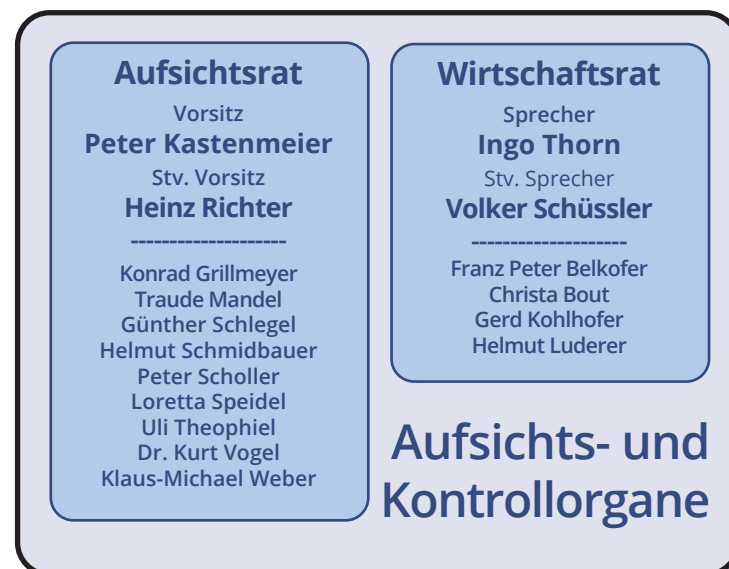 Aufsichtsrat
Vorsitz
Peter Kastenmeier
Stv. Vorsitz
Heinz Richter
--------------------
Konrad Grillmeyer
Traude Mandel
Günther Schlegel
Helmut Schmidbauer
Peter Scholler
Loretta Speidel
Uli Theophiel
Dr. Kurt Vogel
Klaus-Michael Weber
Wirtschaftsrat
Sprecher
Ingo Thorn
Stv. Sprecher
Volker Schüssler
--------------------
Franz Peter Belkofer
Christa Bout
Gerd Kohlhofer
Helmut Luderer
Aufsichts- und
Kontrollorgane